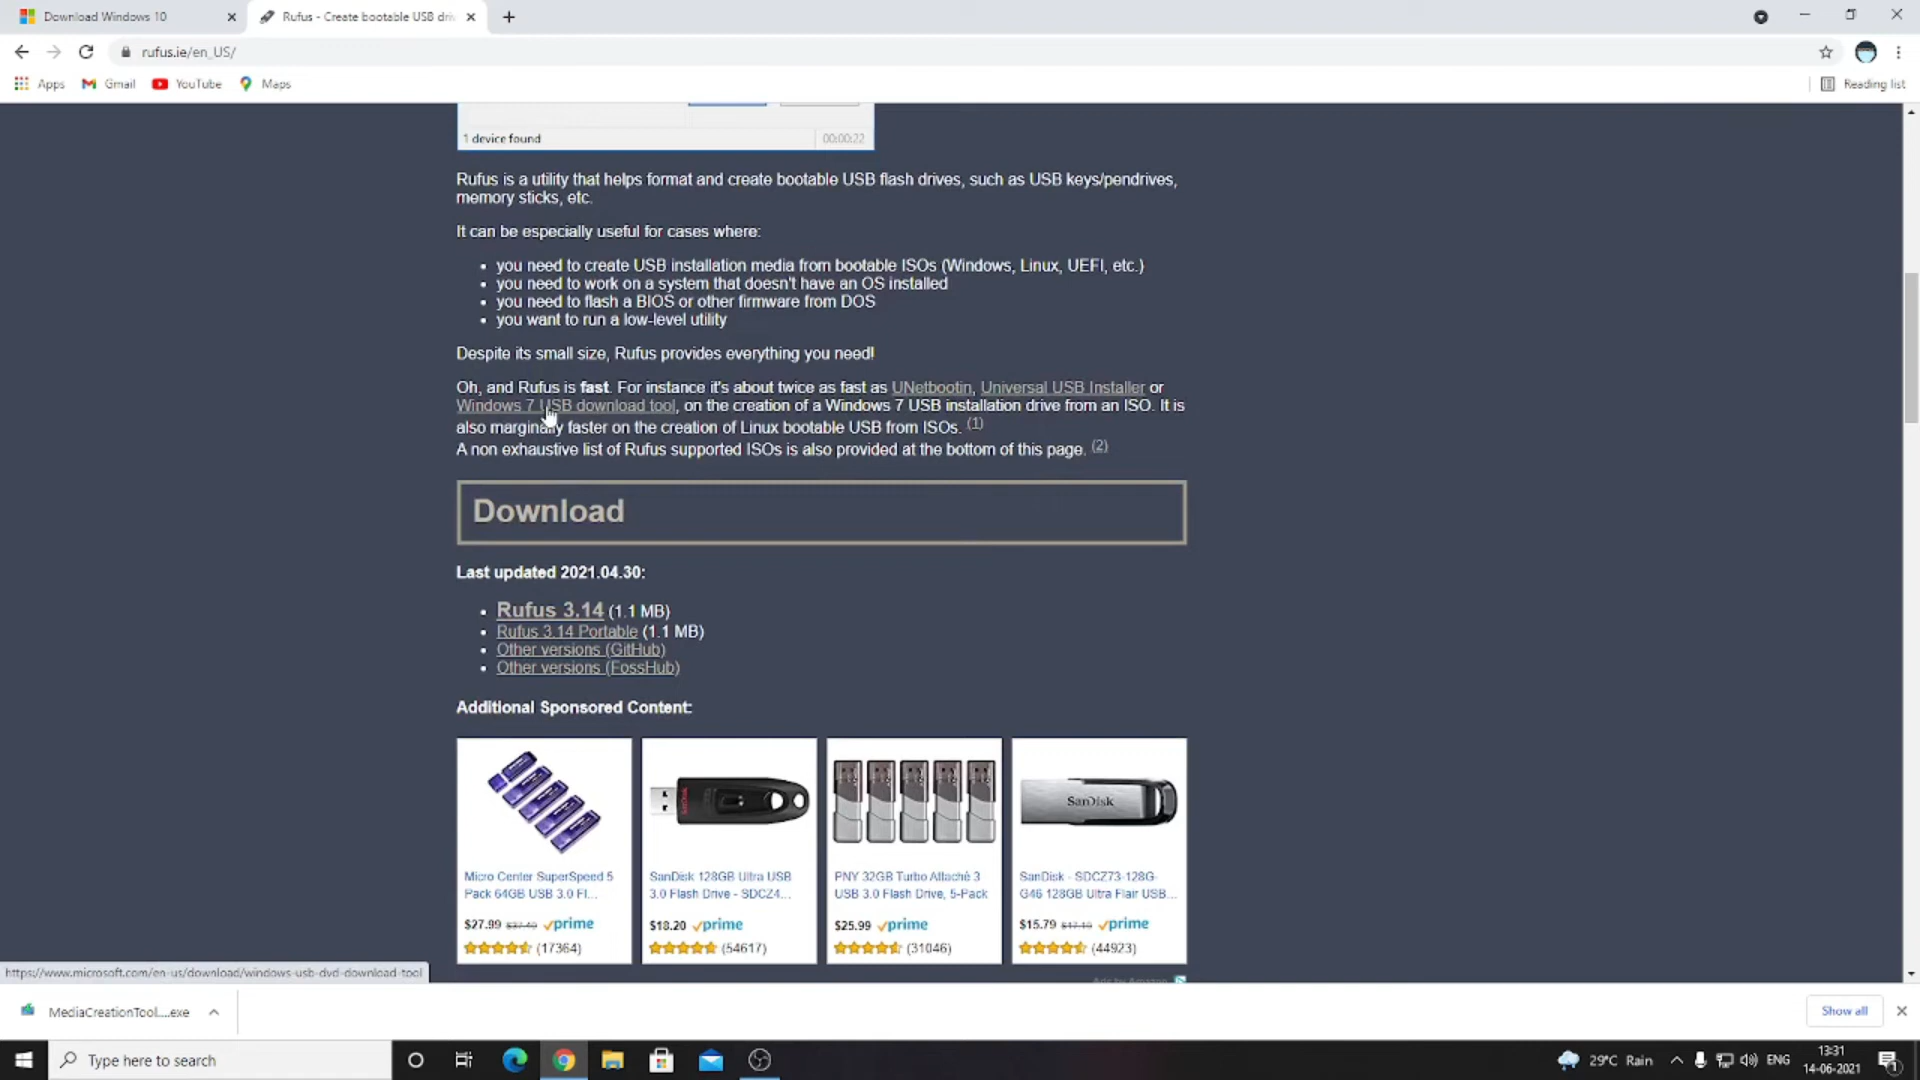 Download Windows 10
Rufus - Create bootable USB dri
rufus.ie/en_US/
Apps Gmail YouTube Maps
Reading list
1 device found 00:00:22
Rufus is a utility that helps format and create bootable USB flash drives, such as USB keys/pendrives,
memory sticks, etc.
It can be especially useful for cases where:
• you need to create USB installation media from bootable ISOs (Windows, Linux, UEFI, etc.)
• you need to work on a system that doesn't have an OS installed
• you need to flash a BIOS or other firmware from DOS
• you want to run a low-level utility
Despite its small size, Rufus provides everything you need!
Oh, and Rufus is fast. For instance it's about twice as fast as UNetbootin, Universal USB Installer or
Windows 7 USB download tool, on the creation of a Windows 7 USB installation drive from an ISO. It is
also marginally faster on the creation of Linux bootable USB from ISOs. (1)
A non exhaustive list of Rufus supported ISOs is also provided at the bottom of this page. (2)
Download
Last updated 2021.04.30:
• Rufus 3.14 (1.1 MB)
• Rufus 3.14 Portable (1.1 MB)
• Other versions (GitHub)
• Other versions (FossHub)
Additional Sponsored Content:
SanDisk
Micro Center SuperSpeed 5
Pack 64GB USB 3.0 Fl...
$27.99 $37.49 prime
(17364)
SanDisk 128GB Ultra USB
3.0 Flash Drive - SDCZ4...
$18.20 prime
(54617)
PNY 32GB Turbo Attaché 3
USB 3.0 Flash Drive, 5-Pack
$25.99 prime
(31046)
SanDisk - SDCZ73-128G-
G46 128GB Ultra Flair USB...
$15.79 prime
(44923)
Ads by Amazon
https://www.microsoft.com/en-us/download/windows-usb-dvd-download-tool
MediaCreationTool....exe
Show all
Type here to search
29°C Rain
ENG
13:31
14-06-2021
1